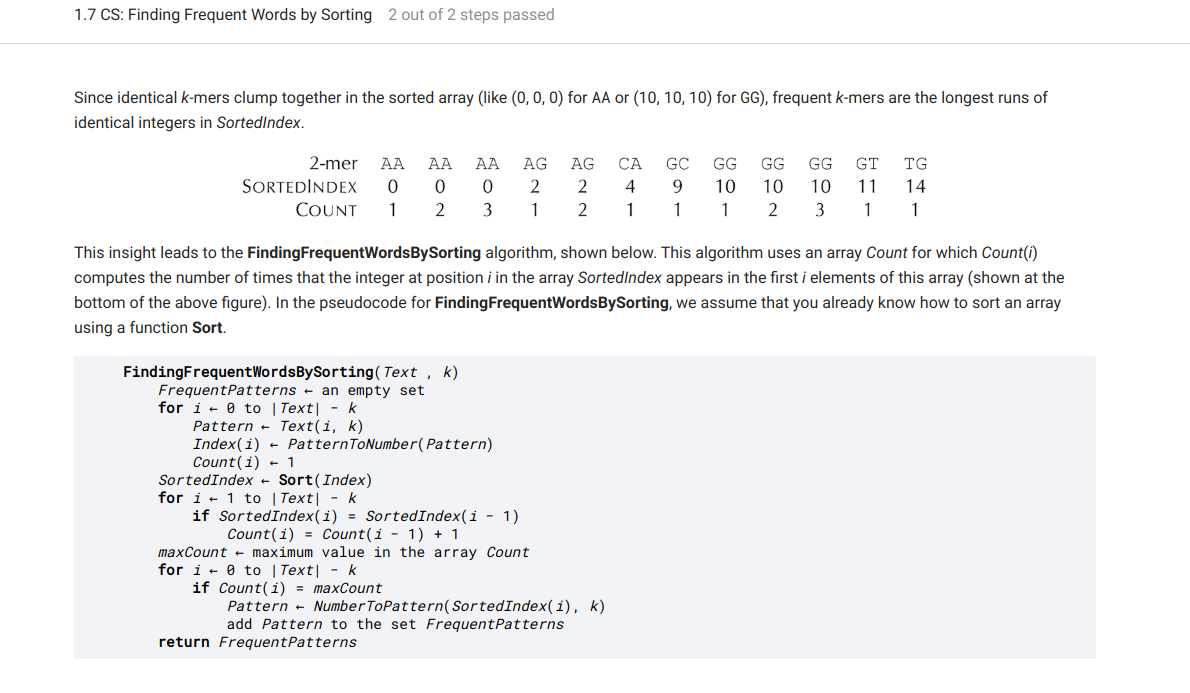 1.7 CS: Finding Frequent Words by Sorting 2 out of 2 steps passed
Since identical k-mers clump together in the sorted array (like (0, 0, 0) for AA or (10, 10, 10) for GG), frequent k-mers are the longest runs of
identical integers in SortedIndex.
2-mer AA AA AA AG AG CA GC GG GG GG GT TG
SORTEDINDEX 0 0 0 2 2 4 9 10 10 10 11 14
COUNT 1 2 3 1 2 1 1 1 2 3 1 1
This insight leads to the FindingFrequentWordsBySorting algorithm, shown below. This algorithm uses an array Count for which Count(i)
computes the number of times that the integer at position i in the array SortedIndex appears in the first i elements of this array (shown at the
bottom of the above figure). In the pseudocode for FindingFrequentWordsBySorting, we assume that you already know how to sort an array
using a function Sort.
FindingFrequentWordsBySorting(Text , k)
FrequentPatterns ← an empty set
for i ← 0 to |Text| - k
Pattern ← Text(i, k)
Index(i) ← PatternToNumber(Pattern)
Count(i) ← 1
SortedIndex ← Sort(Index)
for i ← 1 to |Text| - k
if SortedIndex(i) = SortedIndex(i - 1)
Count(i) = Count(i - 1) + 1
maxCount ← maximum value in the array Count
for i ← 0 to |Text| - k
if Count(i) = maxCount
Pattern ← NumberToPattern(SortedIndex(i), k)
add Pattern to the set FrequentPatterns
return FrequentPatterns